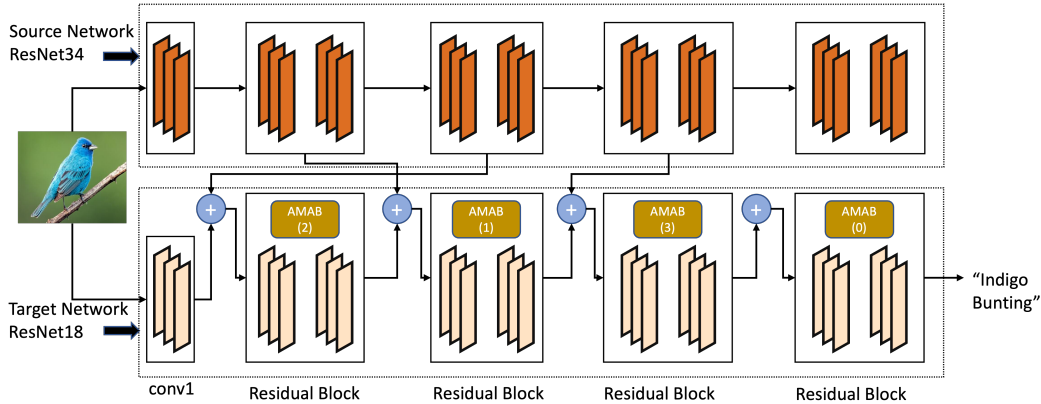 Source Network
ResNet34
+
+
+
+
AMAB
(2)
AMAB
(1)
AMAB
(3)
AMAB
(0)
Target Network
ResNet18
“Indigo
Bunting”
conv1
Residual Block
Residual Block
Residual Block
Residual Block